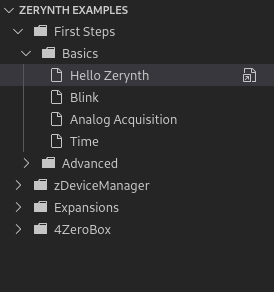 ZERYNTH EXAMPLES
First Steps
Basics
Hello Zerynth
Blink
Analog Acquisition
Time
Advanced
zDeviceManager
Expansions
4ZeroBox